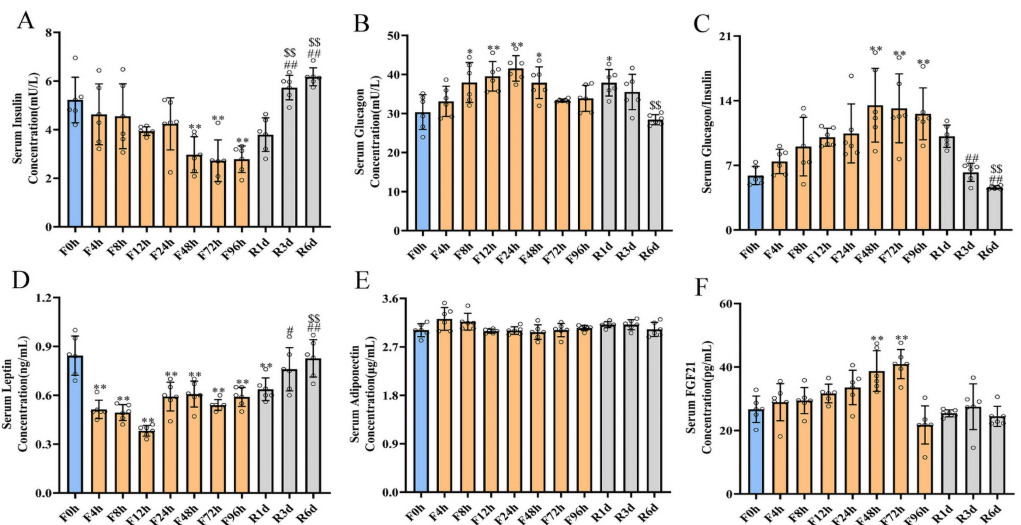 A
Serum Insulin
Concentration(mU/L)
8
6
4
2
0
** ** ** $$ ## $$ ##
F0h F4h F8h F12h F24h F48h F72h F96h R1d R3d R6d
B
Serum Glucagon
Concentration(mU/L)
50
40
30
20
10
0
* ** ** * * $$
F0h F4h F8h F12h F24h F48h F72h F96h R1d R3d R6d
C
Serum Glucagon/Insulin
21
14
7
0
** ** ** ## $$ ##
F0h F4h F8h F12h F24h F48h F72h F96h R1d R3d R6d
D
Serum Leptin
Concentration(ng/mL)
1.2
0.9
0.6
0.3
0.0
** ** ** ** ** ** ** ** # $$ ##
F0h F4h F8h F12h F24h F48h F72h F96h R1d R3d R6d
E
Serum Adiponectin
Concentration(μg/mL)
3.6
2.7
1.8
0.9
0.0
F0h F4h F8h F12h F24h F48h F72h F96h R1d R3d R6d
F
Serum FGF21
Concentration(pg/mL)
60
40
20
0
** **
F0h F4h F8h F12h F24h F48h F72h F96h R1d R3d R6d